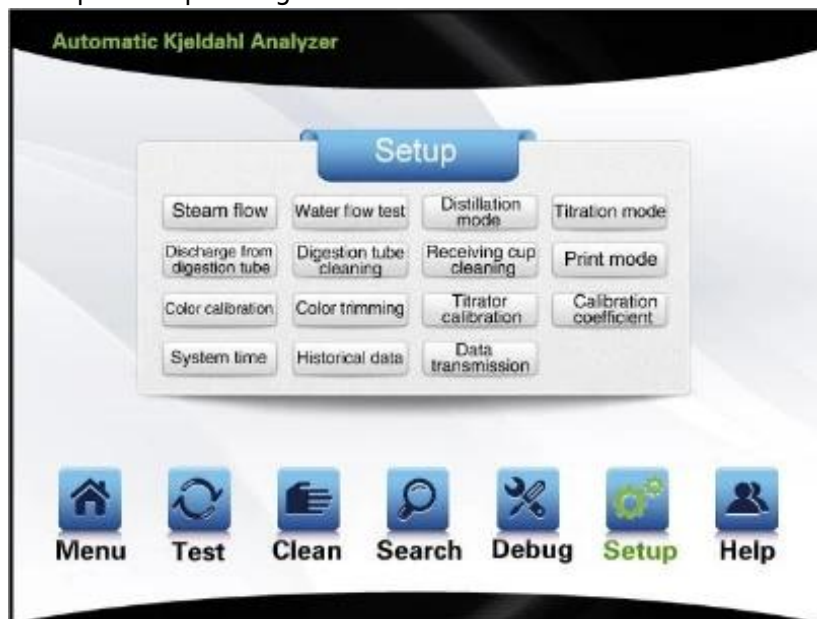 Automatic Kjeldahl Analyzer
Setup
Steam flow
Water flow test
Distillation
mode
Titration mode
Discharge from
digestion tube
Digestion tube
cleaning
Receiving cup
cleaning
Print mode
Color calibration
Color trimming
Titrator
calibration
Calibration
coefficient
System time
Historical data
Data
transmission
Menu
Test
Clean
Search
Debug
Setup
Help